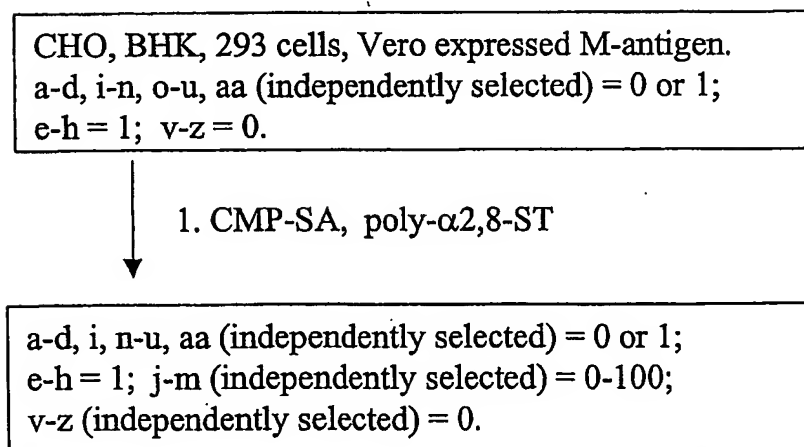 CHO, BHK, 293 cells, Vero expressed M-antigen.
a-d, i-n, o-u, aa (independently selected) = 0 or 1;
e-h = 1; v-z = 0.
1. CMP-SA, poly-α2,8-ST
a-d, i, n-u, aa (independently selected) = 0 or 1;
e-h = 1; j-m (independently selected) = 0-100;
v-z (independently selected) = 0.